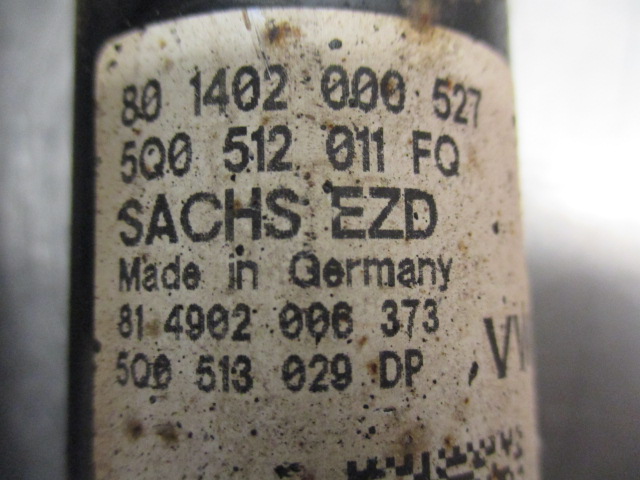 80 1402 000 527
5Q0 512 011 FQ
SACHS EZD
Made in Germany
81 4902 006 373
5Q0 513 029 DP
VW